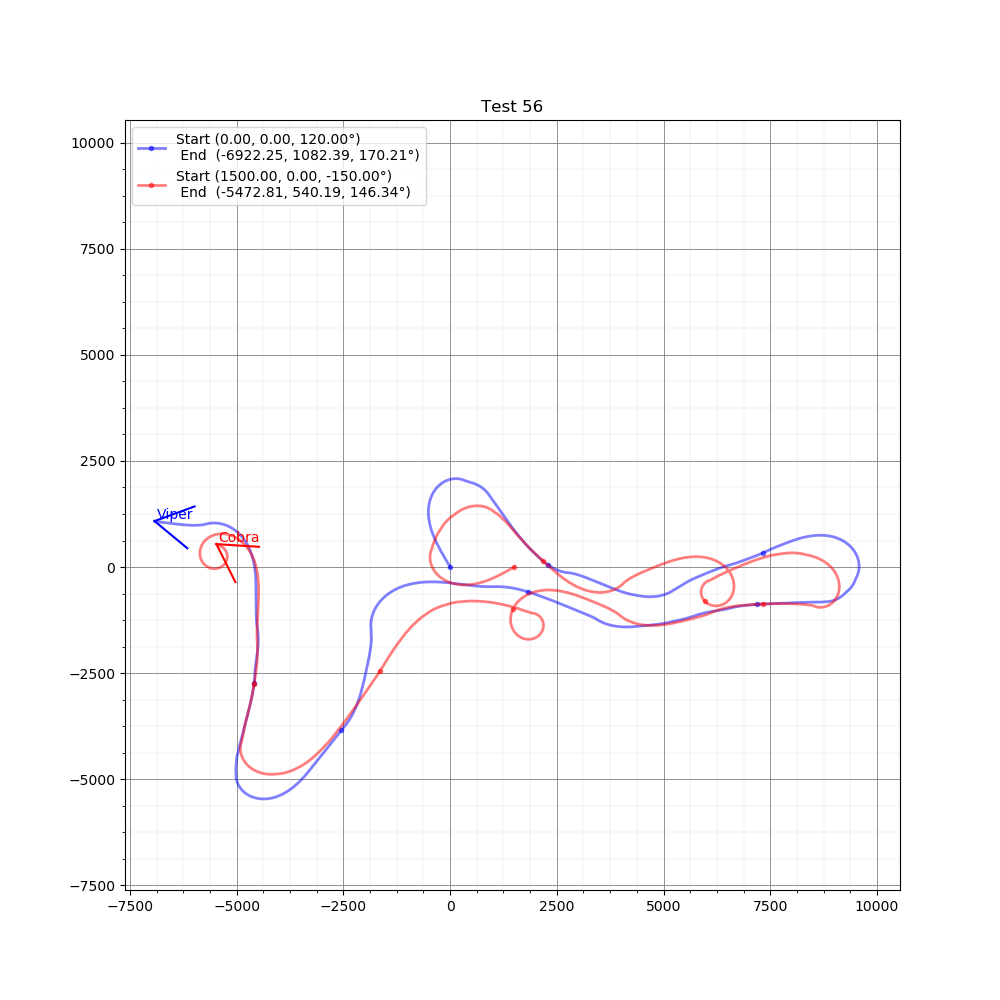 Test 56
Start (0.00, 0.00, 120.00°)
End (-6922.25, 1082.39, 170.21°)
Start (1500.00, 0.00, -150.00°)
End (-5472.81, 540.19, 146.34°)
10000
7500
5000
2500
0
−2500
−5000
−7500
Viper
Cobra
−7500 −5000 −2500 0 2500 5000 7500 10000